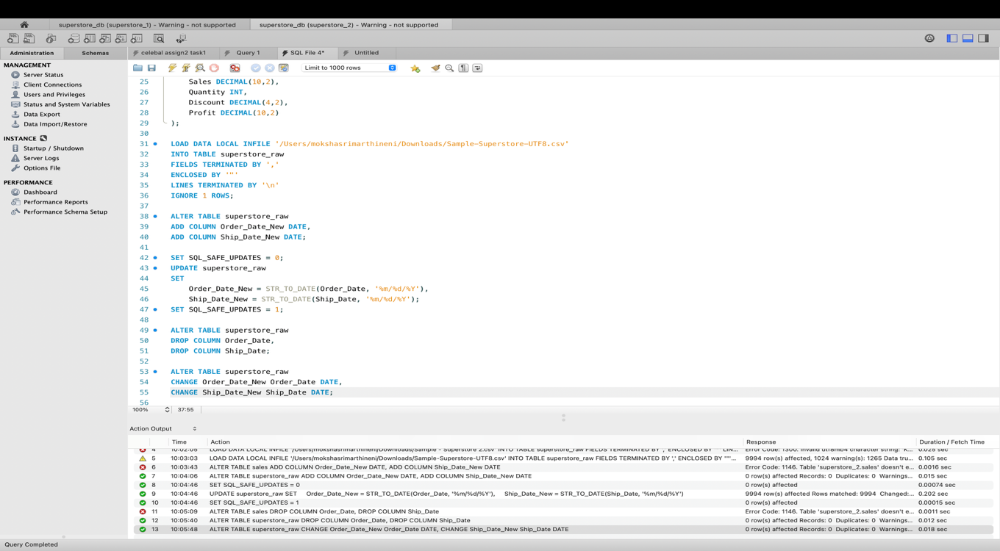 superstore_db (superstore_1) - Warning - not supported
superstore_db (superstore_2) - Warning - not supported
Administration
Schemas
celebal assign2 task1
Query 1
SQL File 4*
Untitled
MANAGEMENT
Server Status
Client Connections
Users and Privileges
Status and System Variables
Data Export
Data Import/Restore
INSTANCE
Startup / Shutdown
Server Logs
Options File
PERFORMANCE
Dashboard
Performance Reports
Performance Schema Setup
Limit to 1000 rows
25 Sales DECIMAL(10,2),
26 Quantity INT,
27 Discount DECIMAL(4,2),
28 Profit DECIMAL(10,2)
29 );
30
31 LOAD DATA LOCAL INFILE '/Users/mokshasrimarthineni/Downloads/Sample-Superstore-UTF8.csv'
32 INTO TABLE superstore_raw
33 FIELDS TERMINATED BY ','
34 ENCLOSED BY '"'
35 LINES TERMINATED BY '\n'
36 IGNORE 1 ROWS;
37
38 ALTER TABLE superstore_raw
39 ADD COLUMN Order_Date_New DATE,
40 ADD COLUMN Ship_Date_New DATE;
41
42 SET SQL_SAFE_UPDATES = 0;
43 UPDATE superstore_raw
44 SET
45 Order_Date_New = STR_TO_DATE(Order_Date, '%m/%d/%Y'),
46 Ship_Date_New = STR_TO_DATE(Ship_Date, '%m/%d/%Y');
47 SET SQL_SAFE_UPDATES = 1;
48
49 ALTER TABLE superstore_raw
50 DROP COLUMN Order_Date,
51 DROP COLUMN Ship_Date;
52
53 ALTER TABLE superstore_raw
54 CHANGE Order_Date_New Order_Date DATE,
55 CHANGE Ship_Date_New Ship_Date DATE;
56
100% 37:55
Action Output
Time Action Response Duration / Fetch Time
4 10:02:05 LOAD DATA LOCAL INFILE '/Users/mokshasrimarthineni/Downloads/Sample - Superstore 2.csv' INTO TABLE superstore_raw FIELDS TERMINATED BY ',' ENCLOSED BY '"' LIN... Error Code: 1300. Invalid utf8mb4 character string: 'K... 0.025 sec
5 10:03:03 LOAD DATA LOCAL INFILE '/Users/mokshasrimarthineni/Downloads/Sample-Superstore-UTF8.csv' INTO TABLE superstore_raw FIELDS TERMINATED BY ',' ENCLOSED BY '"'... 9994 row(s) affected, 1024 warning(s): 1265 Data tru... 0.105 sec
6 10:03:43 ALTER TABLE sales ADD COLUMN Order_Date_New DATE, ADD COLUMN Ship_Date_New DATE Error Code: 1146. Table 'superstore_2.sales' doesn't e... 0.0016 sec
7 10:04:06 ALTER TABLE superstore_raw ADD COLUMN Order_Date_New DATE, ADD COLUMN Ship_Date_New DATE 0 row(s) affected Records: 0 Duplicates: 0 Warnings... 0.015 sec
8 10:04:46 SET SQL_SAFE_UPDATES = 0 0 row(s) affected 0.00074 sec
9 10:04:46 UPDATE superstore_raw SET Order_Date_New = STR_TO_DATE(Order_Date, '%m/%d/%Y'), Ship_Date_New = STR_TO_DATE(Ship_Date, '%m/%d/%Y') 9994 row(s) affected Rows matched: 9994 Changed:... 0.202 sec
10 10:04:46 SET SQL_SAFE_UPDATES = 1 0 row(s) affected 0.00015 sec
11 10:05:09 ALTER TABLE sales DROP COLUMN Order_Date, DROP COLUMN Ship_Date Error Code: 1146. Table 'superstore_2.sales' doesn't e... 0.0011 sec
12 10:05:40 ALTER TABLE superstore_raw DROP COLUMN Order_Date, DROP COLUMN Ship_Date 0 row(s) affected Records: 0 Duplicates: 0 Warnings... 0.012 sec
13 10:05:48 ALTER TABLE superstore_raw CHANGE Order_Date_New Order_Date DATE, CHANGE Ship_Date_New Ship_Date DATE 0 row(s) affected Records: 0 Duplicates: 0 Warnings... 0.018 sec
Query Completed